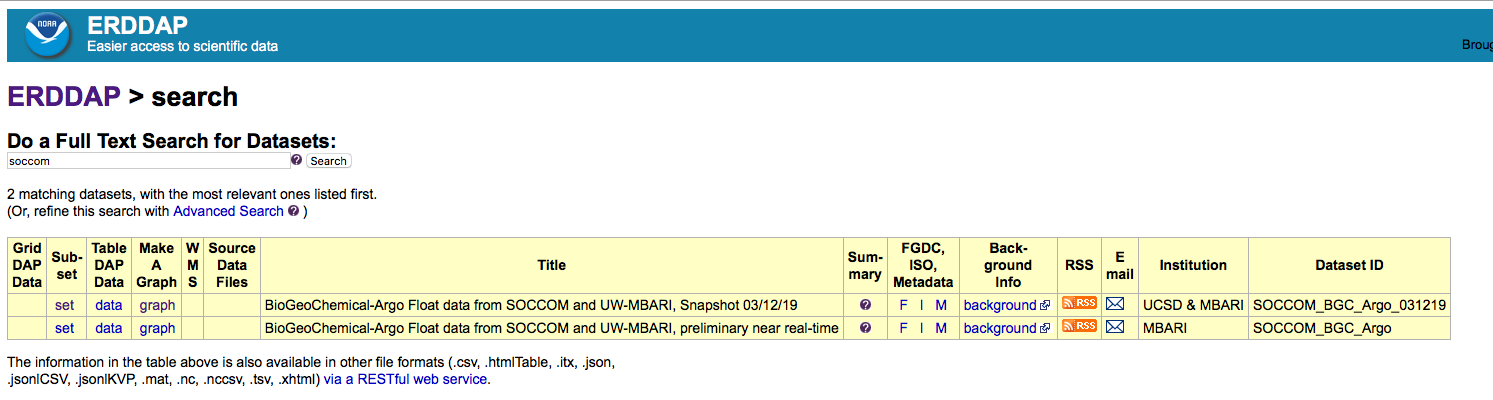 NOAA
ERDDAP
Easier access to scientific data
Broug
ERDDAP > search
Do a Full Text Search for Datasets:
soccom ? Search
2 matching datasets, with the most relevant ones listed first.
(Or, refine this search with Advanced Search ? )
Grid DAP Data Sub-set Table DAP Data Make A Graph W M S Source Data Files Title Sum-mary FGDC, ISO, Metadata Back-ground Info RSS E mail Institution Dataset ID
set data graph BioGeoChemical-Argo Float data from SOCCOM and UW-MBARI, Snapshot 03/12/19 ? F I M background RSS UCSD & MBARI SOCCOM_BGC_Argo_031219
set data graph BioGeoChemical-Argo Float data from SOCCOM and UW-MBARI, preliminary near real-time ? F I M background RSS MBARI SOCCOM_BGC_Argo
The information in the table above is also available in other file formats (.csv, .htmlTable, .itx, .json,
.jsonlCSV, .jsonlKVP, .mat, .nc, .nccsv, .tsv, .xhtml) via a RESTful web service.